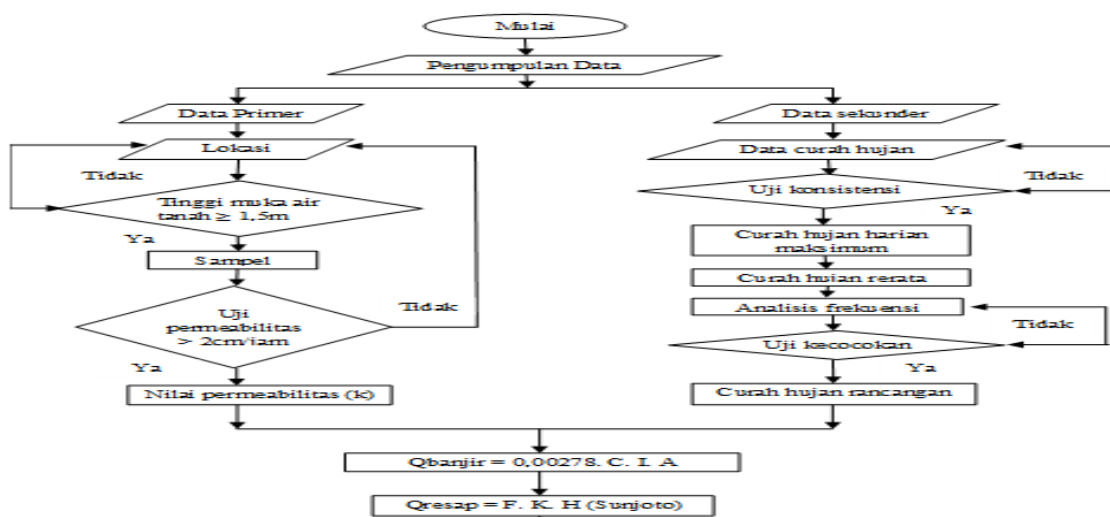 Mulai
Pengumpulan Data
Data Primer
Lokasi
Tidak
Tinggi muka air
tanah ≥ 1,5m
Ya
Sampel
Uji
permeabilitas
> 2cm/jam
Tidak
Ya
Nilai permeabilitas (k)
Data sekunder
Data curah hujan
Tidak
Uji konsistensi
Ya
Curah hujan harian
maksimum
Curah hujan rerata
Analisis frekuensi
Tidak
Uji kecocokan
Ya
Curah hujan rancangan
Qbanjir = 0,00278. C. I. A
Qresap = F. K. H (Sunjoto)